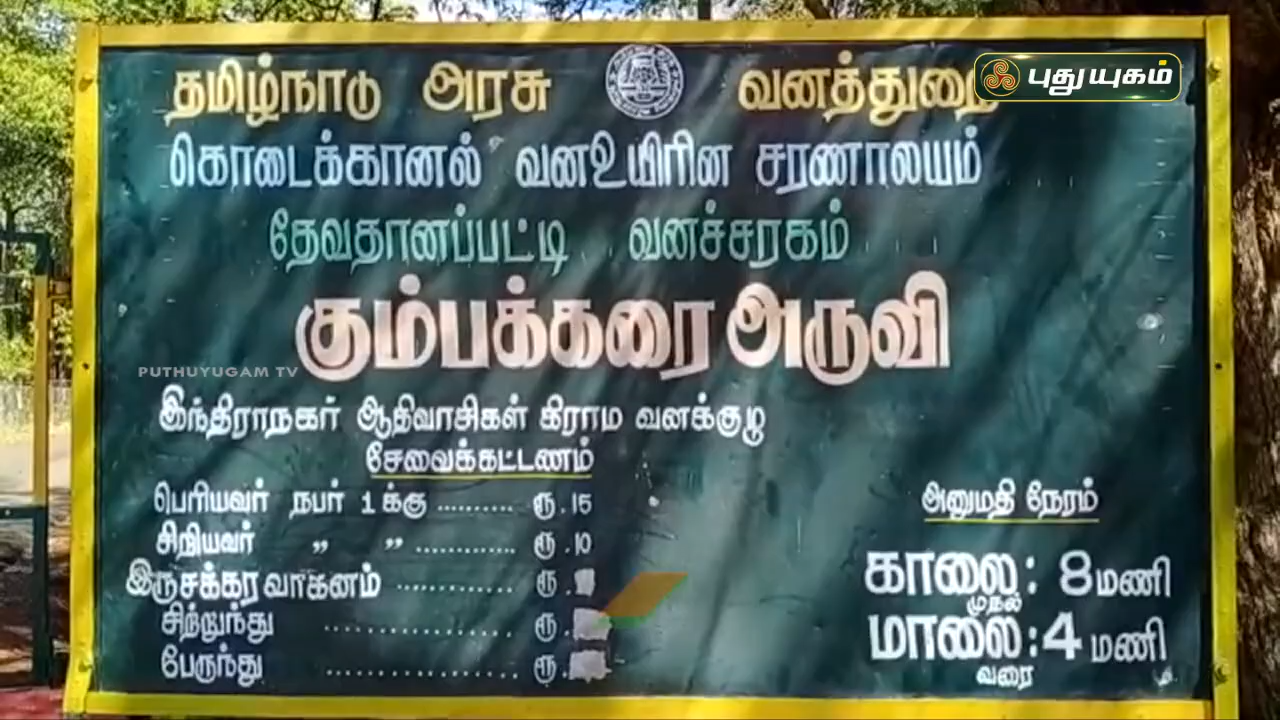 தமிழ்நாடு அரசு வனத்துறை
புதுயுகம்
கொடைக்கானல் வனஉயிரின சரணாலயம்
தேவதானப்பட்டி வனச்சரகம்
கும்பக்கரை அருவி
PUTHUYUGAM TV
இந்திராநகர் ஆதிவாசிகள் கிராம வனக்குழு
சேவைக்கட்டணம்
பெரியவர் நபர் 1க்கு .......... ரூ.15
சிறியவர் " " .............. ரூ.10
இருசக்கர வாகனம் ............ ரூ.
சிற்றுந்து .................. ரூ.
பேருந்து .................. ரூ.
அனுமதி நேரம்
காலை: 8 மணி
முதல்
மாலை: 4 மணி
வரை